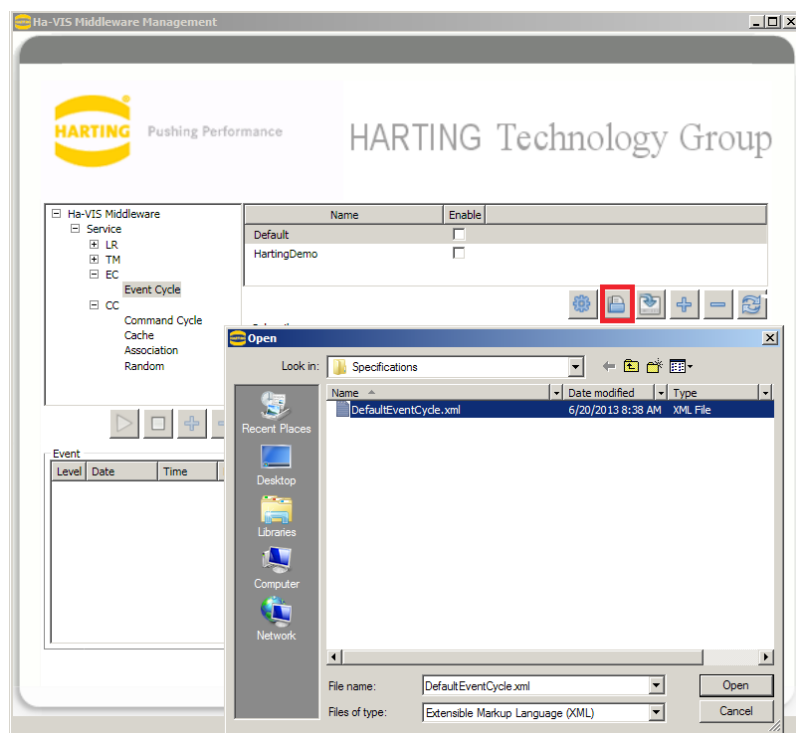 Ha-VIS Middleware Management
HARTING Pushing Performance HARTING Technology Group
Ha-VIS Middleware
Service
LR
TM
EC
Event Cycle
CC
Command Cycle
Cache
Association
Random
Name Enable
Default
HartingDemo
Event
Level Date Time
Open
Look in: Specifications
Name Date modified Type
DefaultEventCycle.xml 6/20/2013 8:38 AM XML File
Recent Places
Desktop
Libraries
Computer
Network
File name: DefaultEventCycle.xml Open
Files of type: Extensible Markup Language (XML) Cancel